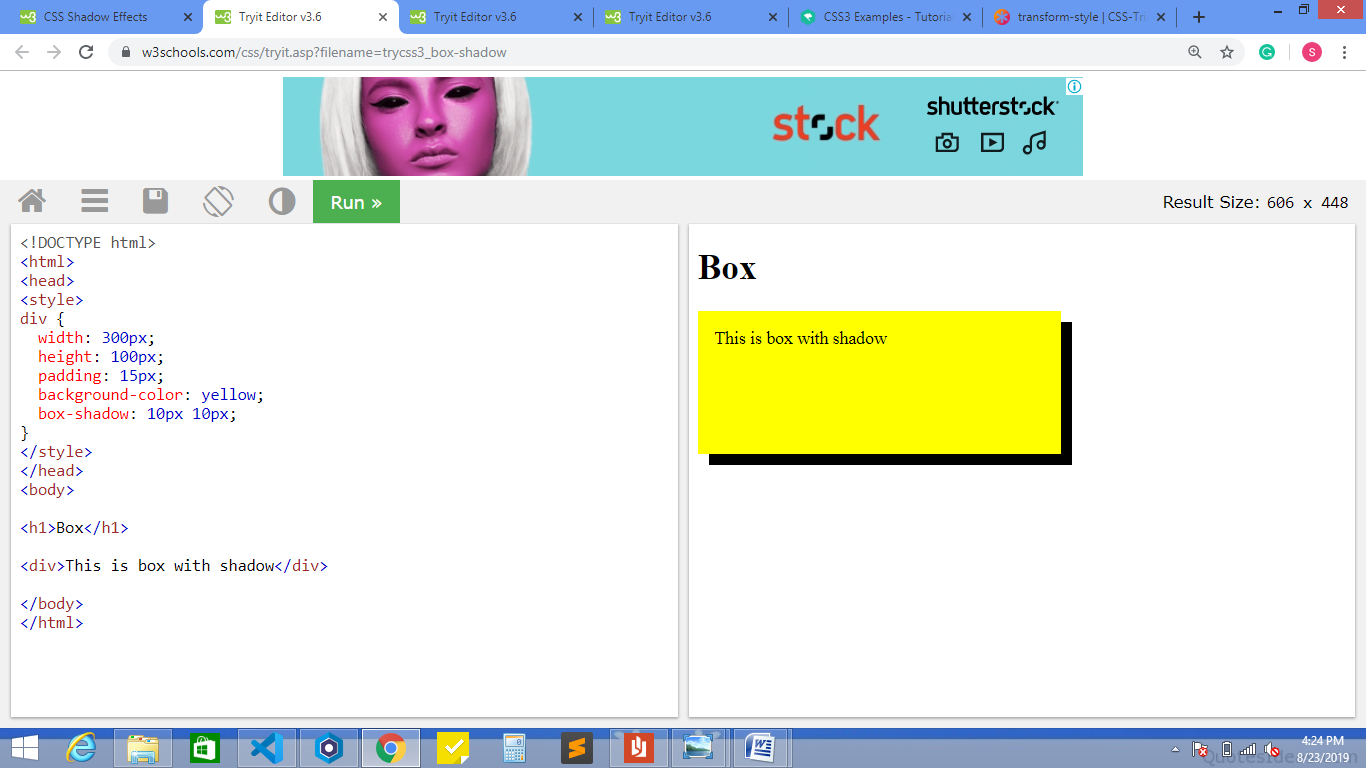 CSS Shadow Effects
Tryit Editor v3.6
Tryit Editor v3.6
Tryit Editor v3.6
CSS3 Examples - Tutoria
transform-style | CSS-Tri
w3schools.com/css/tryit.asp?filename=trycss3_box-shadow
S
stock
shutterstock
Run »
Result Size: 606 x 448
<!DOCTYPE html>
<html>
<head>
<style>
div {
  width: 300px;
  height: 100px;
  padding: 15px;
  background-color: yellow;
  box-shadow: 10px 10px;
}
</style>
</head>
<body>
<h1>Box</h1>
<div>This is box with shadow</div>
</body>
</html>
Box
This is box with shadow
4:24 PM
8/23/2019